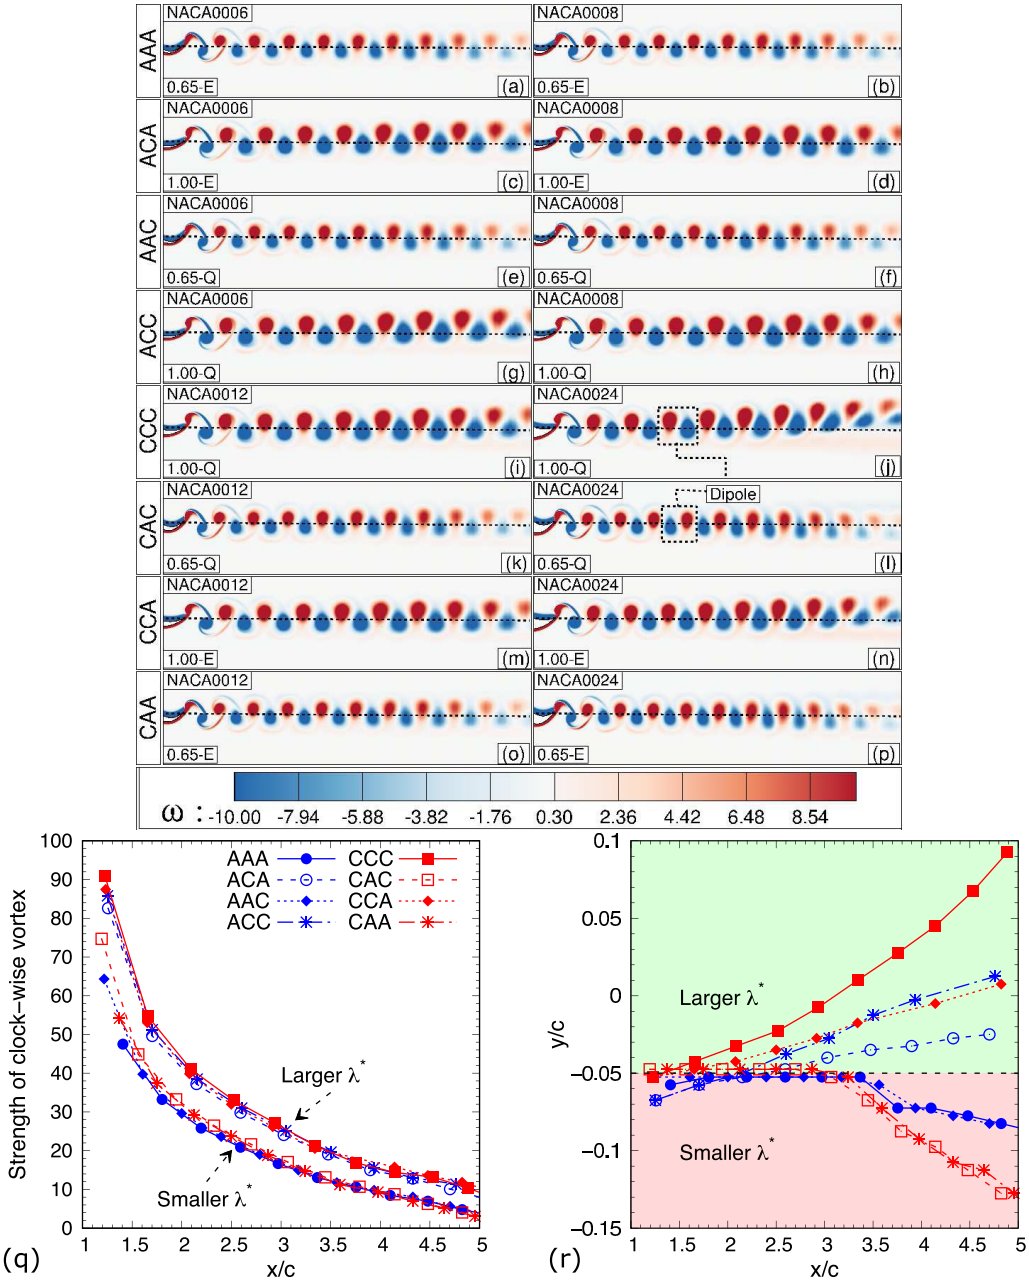 AAA
NACA0006
0.65-E
(a)
NACA0008
0.65-E
(b)
ACA
NACA0006
1.00-E
(c)
NACA0008
1.00-E
(d)
AAC
NACA0006
0.65-Q
(e)
NACA0008
0.65-Q
(f)
ACC
NACA0006
1.00-Q
(g)
NACA0008
1.00-Q
(h)
CCC
NACA0012
1.00-Q
(i)
NACA0024
1.00-Q
(j)
CAC
NACA0012
0.65-Q
(k)
NACA0024
Dipole
0.65-Q
(l)
CCA
NACA0012
1.00-E
(m)
NACA0024
1.00-E
(n)
CAA
NACA0012
0.65-E
(o)
NACA0024
0.65-E
(p)
ω :
-10.00 -7.94 -5.88 -3.82 -1.76 0.30 2.36 4.42 6.48 8.54
Strength of clock-wise vortex
100
90
80
70
60
50
40
30
20
10
0
AAA
ACA
AAC
ACC
CCC
CAC
CCA
CAA
Larger λ*
Smaller λ*
1 1.5 2 2.5 3 3.5 4 4.5 5
x/c
(q)
y/c
0.1
0.05
0
−0.05
−0.1
−0.15
Larger λ*
Smaller λ*
1 1.5 2 2.5 3 3.5 4 4.5 5
x/c
(r)